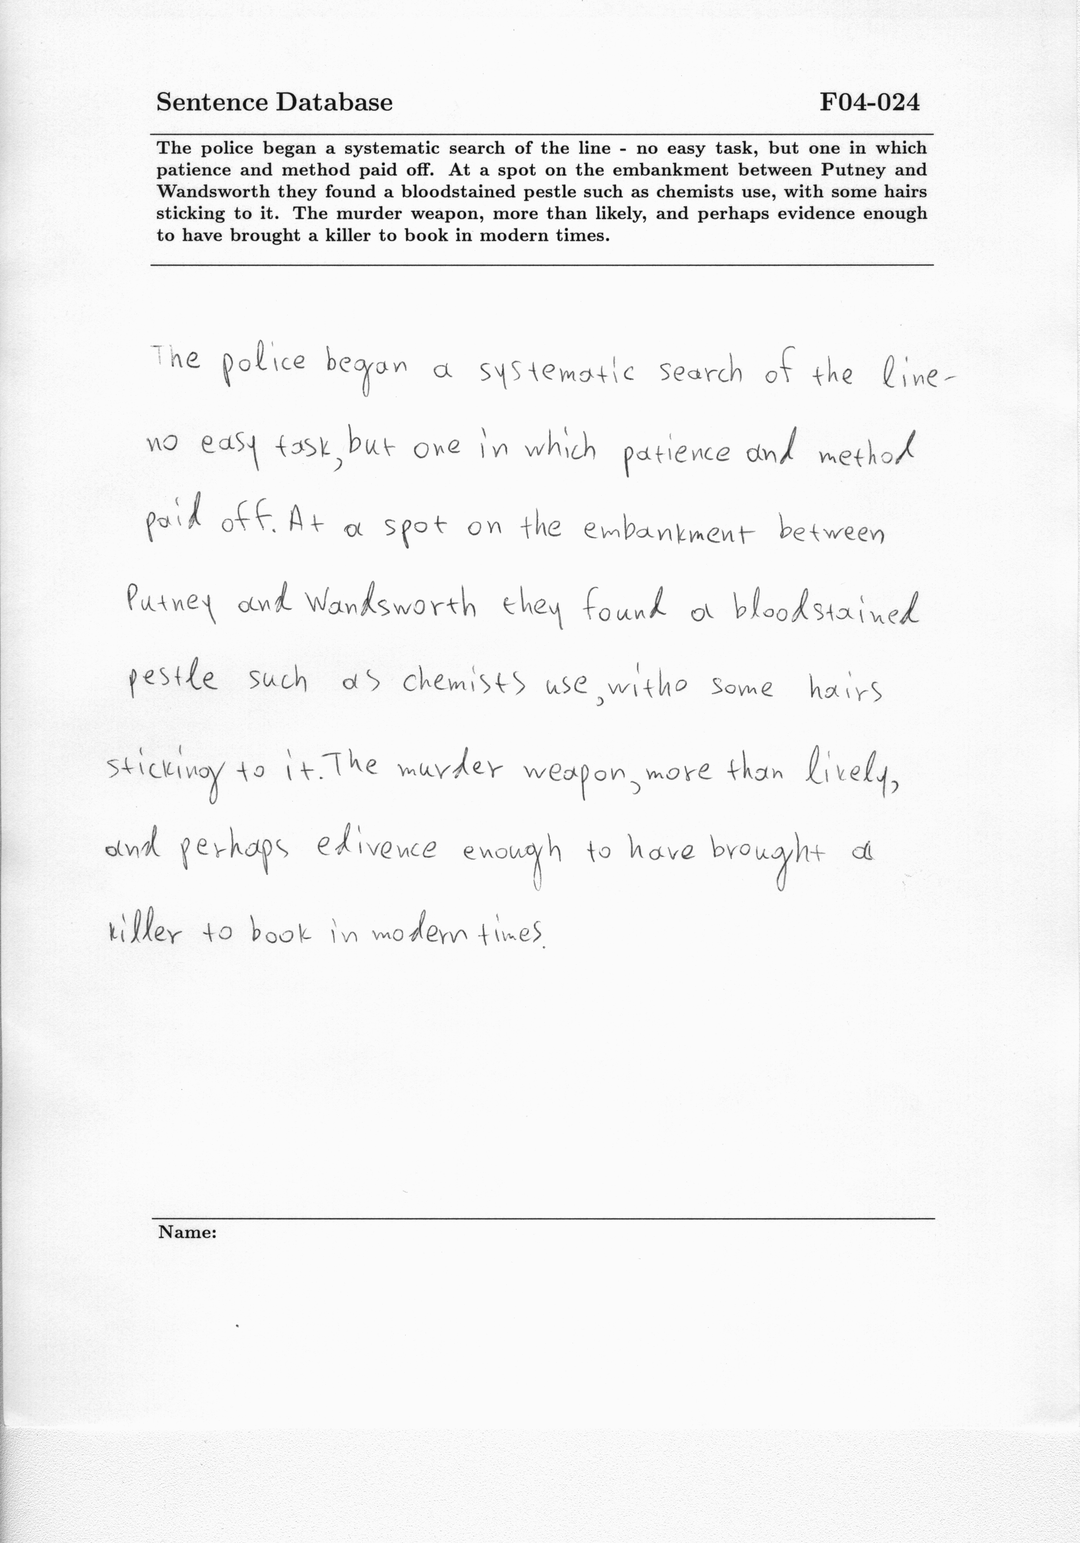 Sentence Database F04-024
The police began a systematic search of the line - no easy task, but one in which
patience and method paid off. At a spot on the embankment between Putney and
Wandsworth they found a bloodstained pestle such as chemists use, with some hairs
sticking to it. The murder weapon, more than likely, and perhaps evidence enough
to have brought a killer to book in modern times.
The police began a systematic search of the line-
no easy task, but one in which patience and method
paid off. At a spot on the embankment between
Putney and Wandsworth they found a bloodstained
pestle such as chemists use, witho some hairs
sticking to it. The murder weapon, more than lively,
and perhaps edivence enough to have brought a
killer to book in modern times.
Name: